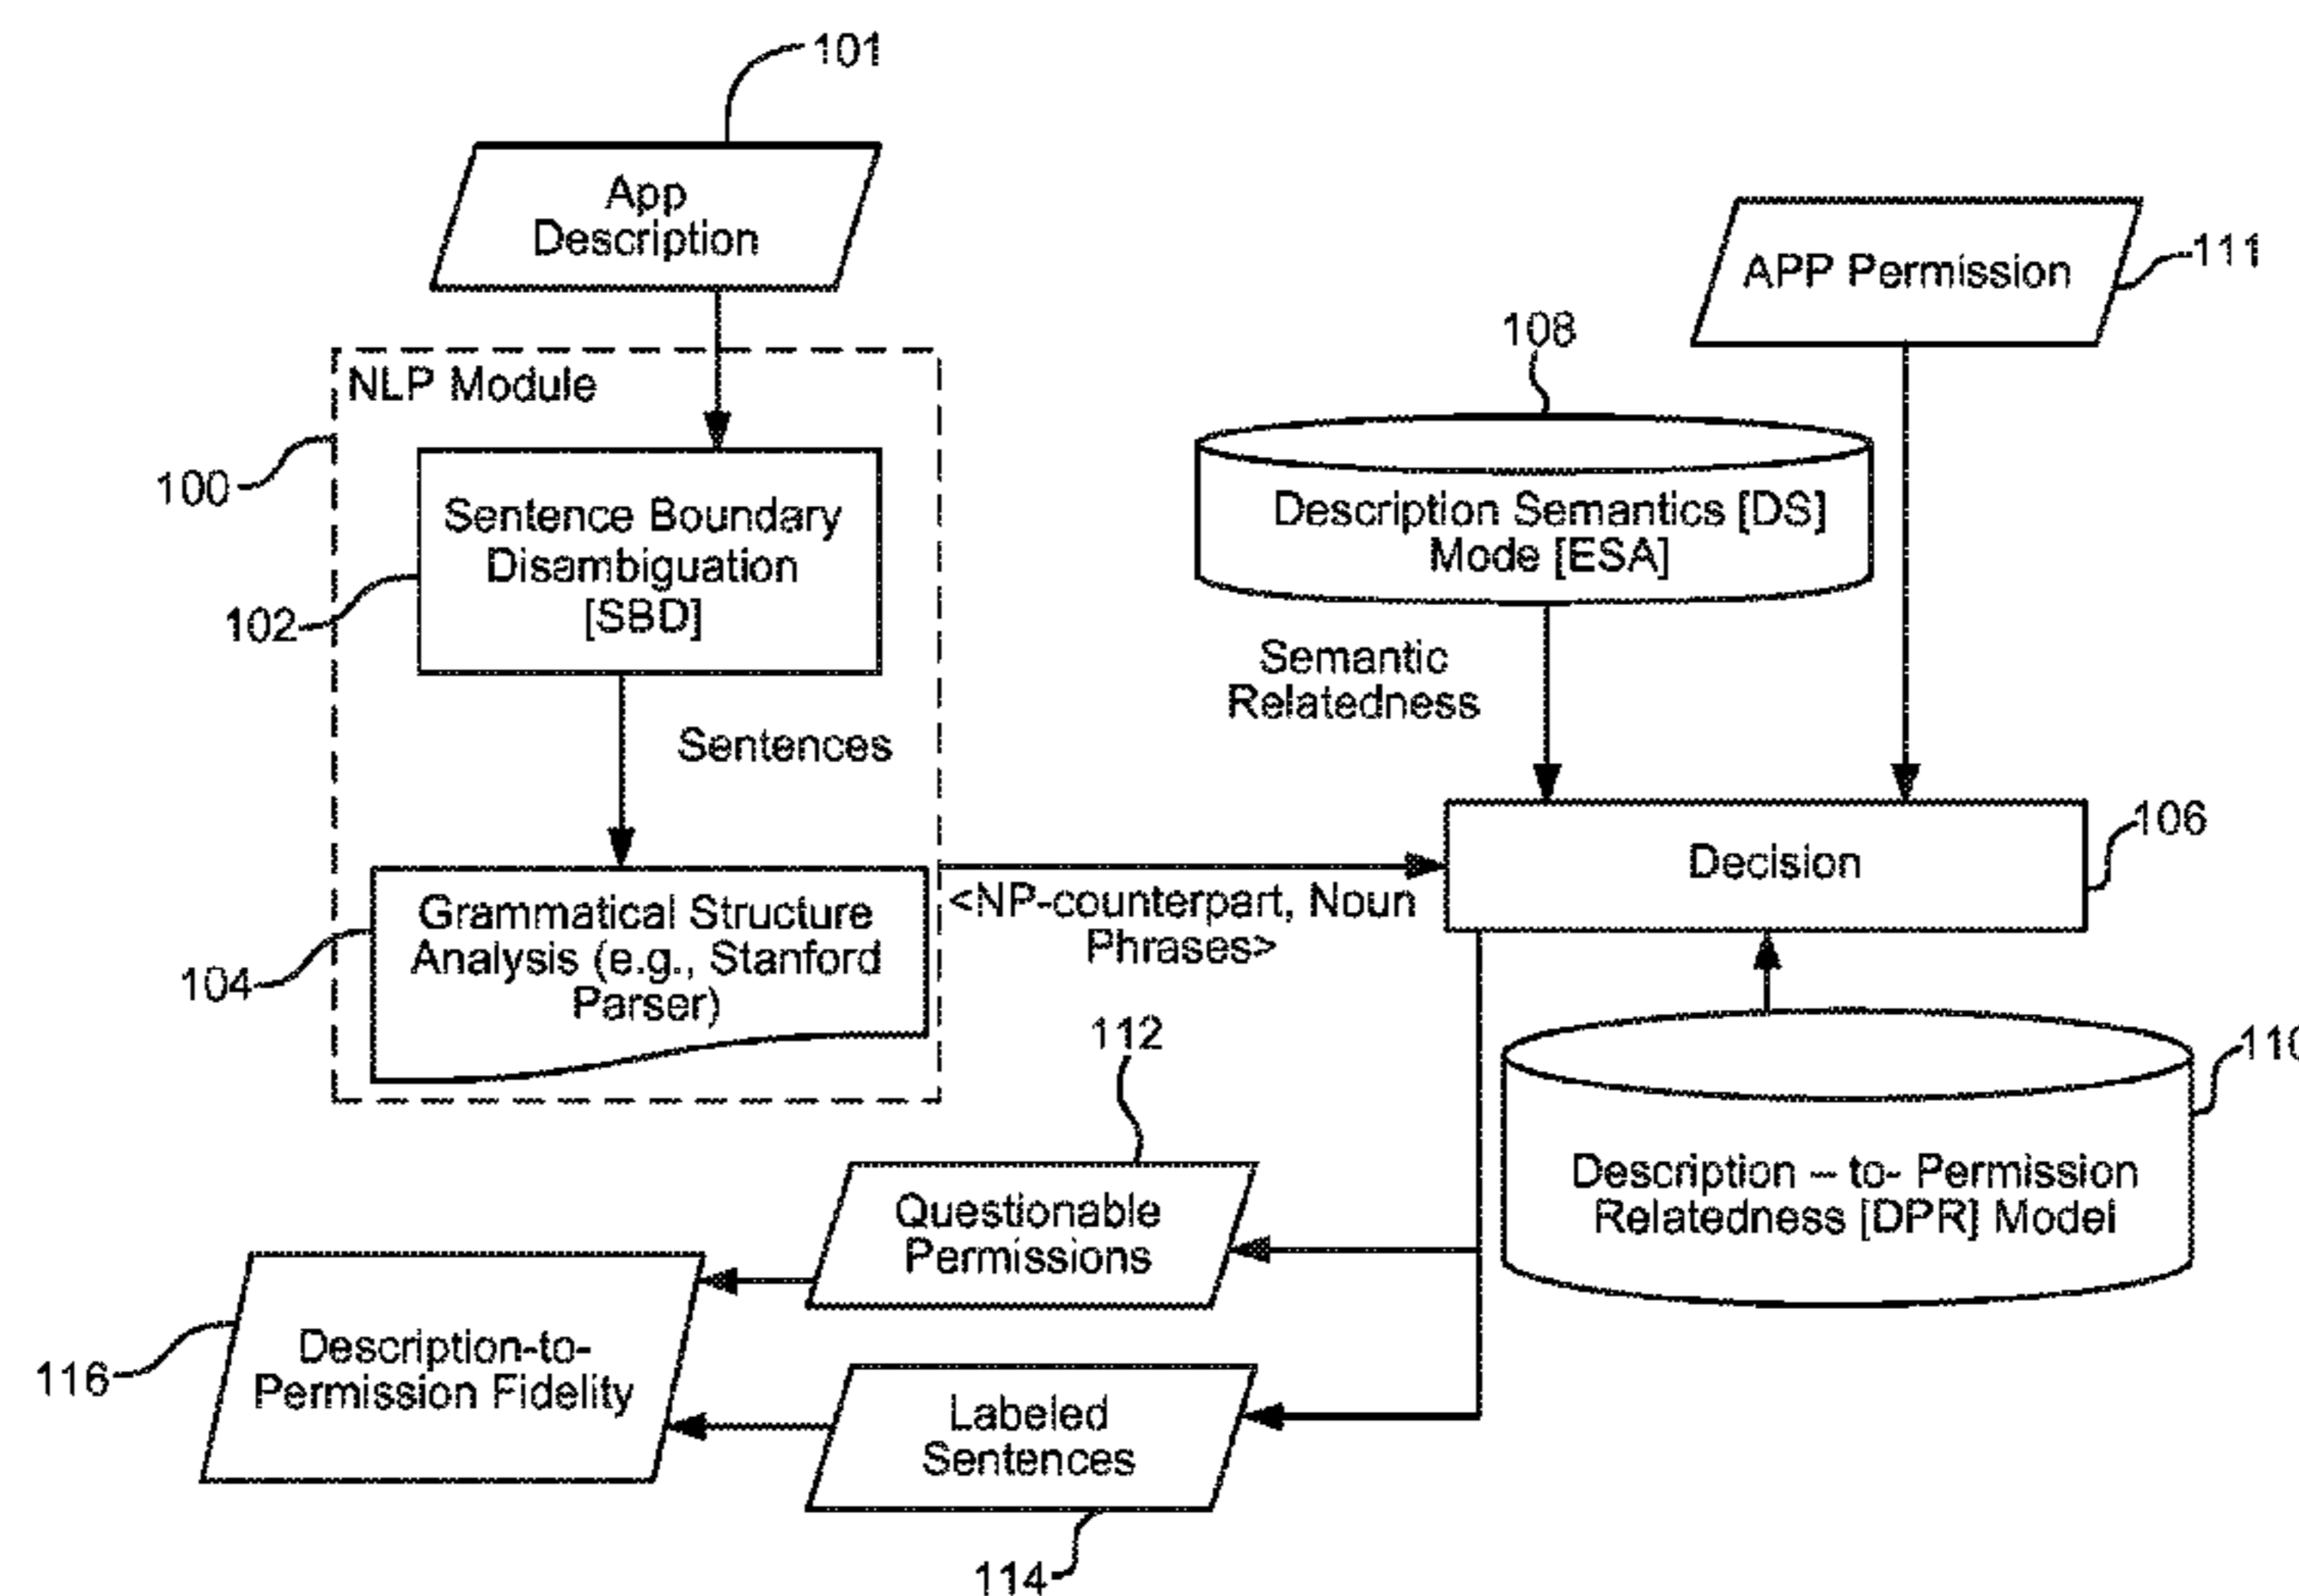 101
App
Description
APP Permission
111
108
NLP Module
100
Sentence Boundary
Disambiguation
[SBD]
102
Description Semantics [DS]
Mode [ESA]
Semantic
Relatedness
Sentences
106
Decision
<NP-counterpart, Noun
Phrases>
Grammatical Structure
Analysis (e.g., Stanford
Parser)
104
112
110
Description – to- Permission
Relatedness [DPR] Model
Questionable
Permissions
116
Description-to-
Permission Fidelity
Labeled
Sentences
114